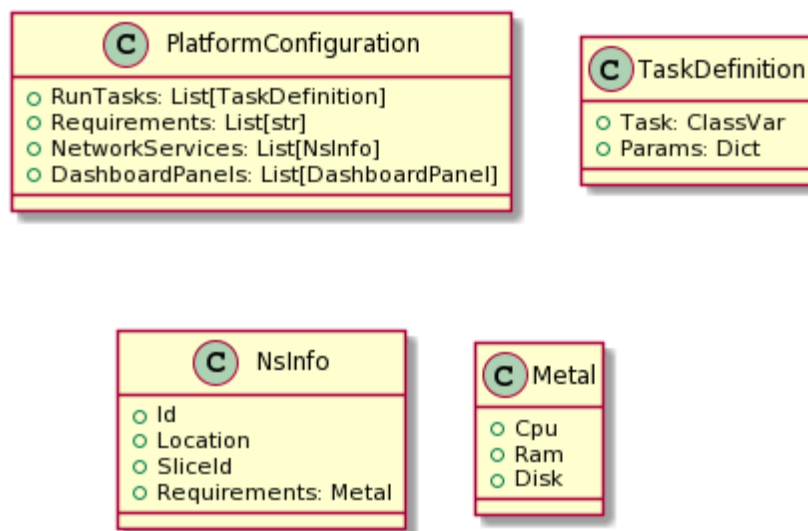 C PlatformConfiguration
RunTasks: List[TaskDefinition]
Requirements: List[str]
NetworkServices: List[NsInfo]
DashboardPanels: List[DashboardPanel]
C TaskDefinition
Task: ClassVar
Params: Dict
C NsInfo
Id
Location
SliceId
Requirements: Metal
C Metal
Cpu
Ram
Disk